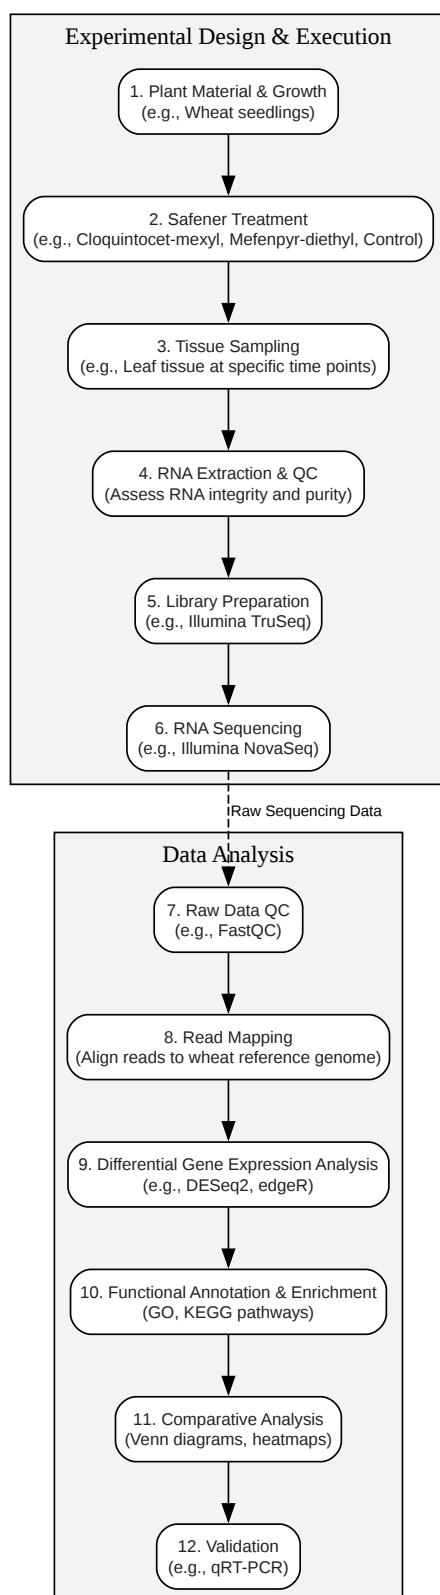 Experimental Design & Execution
1. Plant Material & Growth
(e.g., Wheat seedlings)
2. Safener Treatment
(e.g., Cloquintocet-mexyl, Mefenpyr-diethyl, Control)
3. Tissue Sampling
(e.g., Leaf tissue at specific time points)
4. RNA Extraction & QC
(Assess RNA integrity and purity)
5. Library Preparation
(e.g., Illumina TruSeq)
6. RNA Sequencing
(e.g., Illumina NovaSeq)
Raw Sequencing Data
Data Analysis
7. Raw Data QC
(e.g., FastQC)
8. Read Mapping
(Align reads to wheat reference genome)
9. Differential Gene Expression Analysis
(e.g., DESeq2, edgeR)
10. Functional Annotation & Enrichment
(GO, KEGG pathways)
11. Comparative Analysis
(Venn diagrams, heatmaps)
12. Validation
(e.g., qRT-PCR)